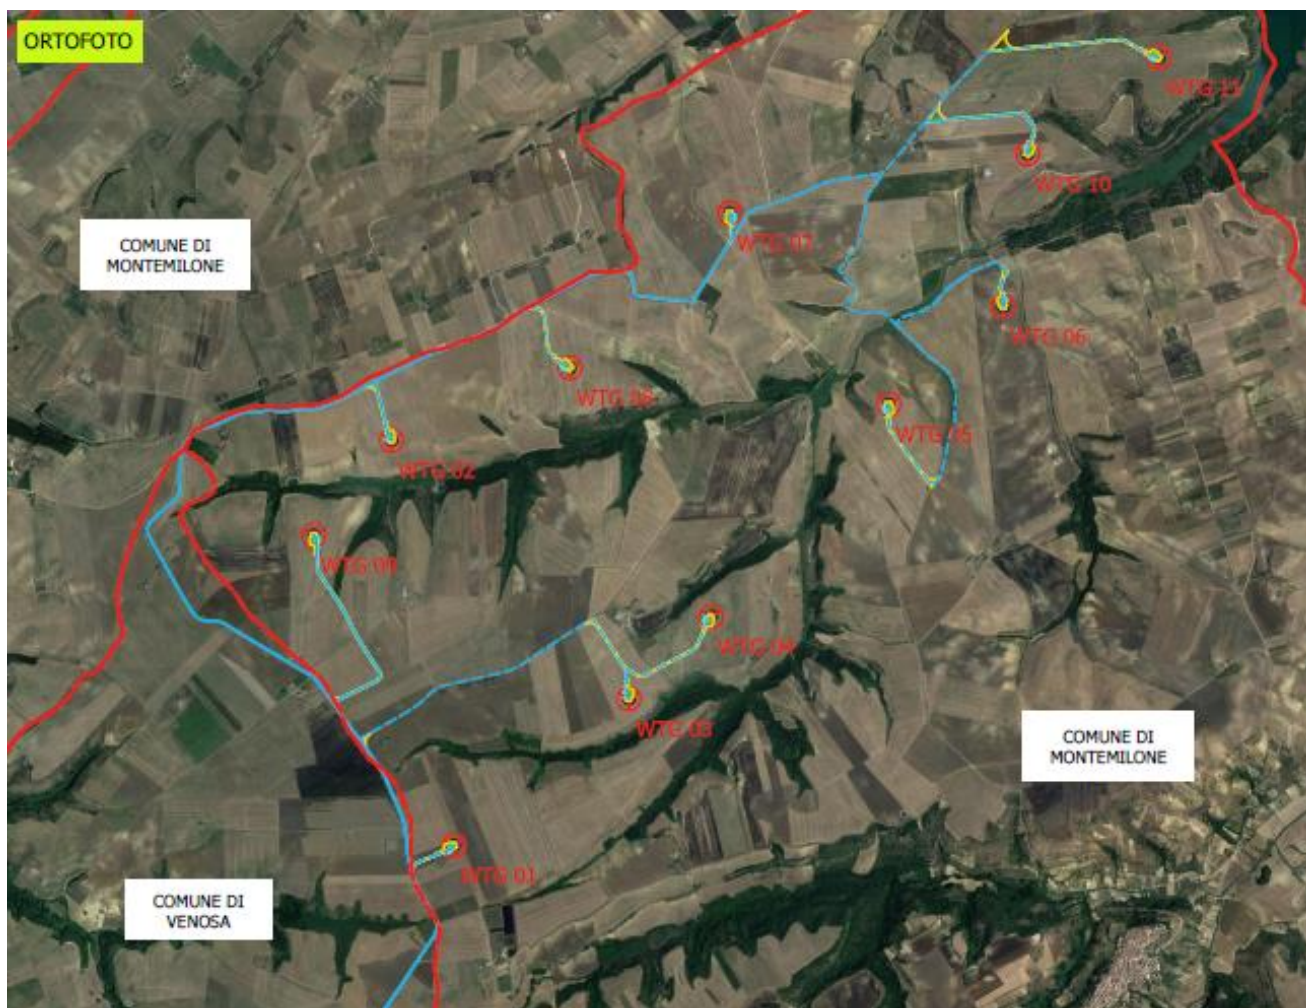 ORTOFOTO
WTG 11
WTG 10
COMUNE DI
MONTEMILONE
WTG 07
WTG 06
WTG 08
WTG 05
WTG 02
WTG 09
WTG 04
WTG 03
COMUNE DI
MONTEMILONE
WTG 01
COMUNE DI
VENOSA